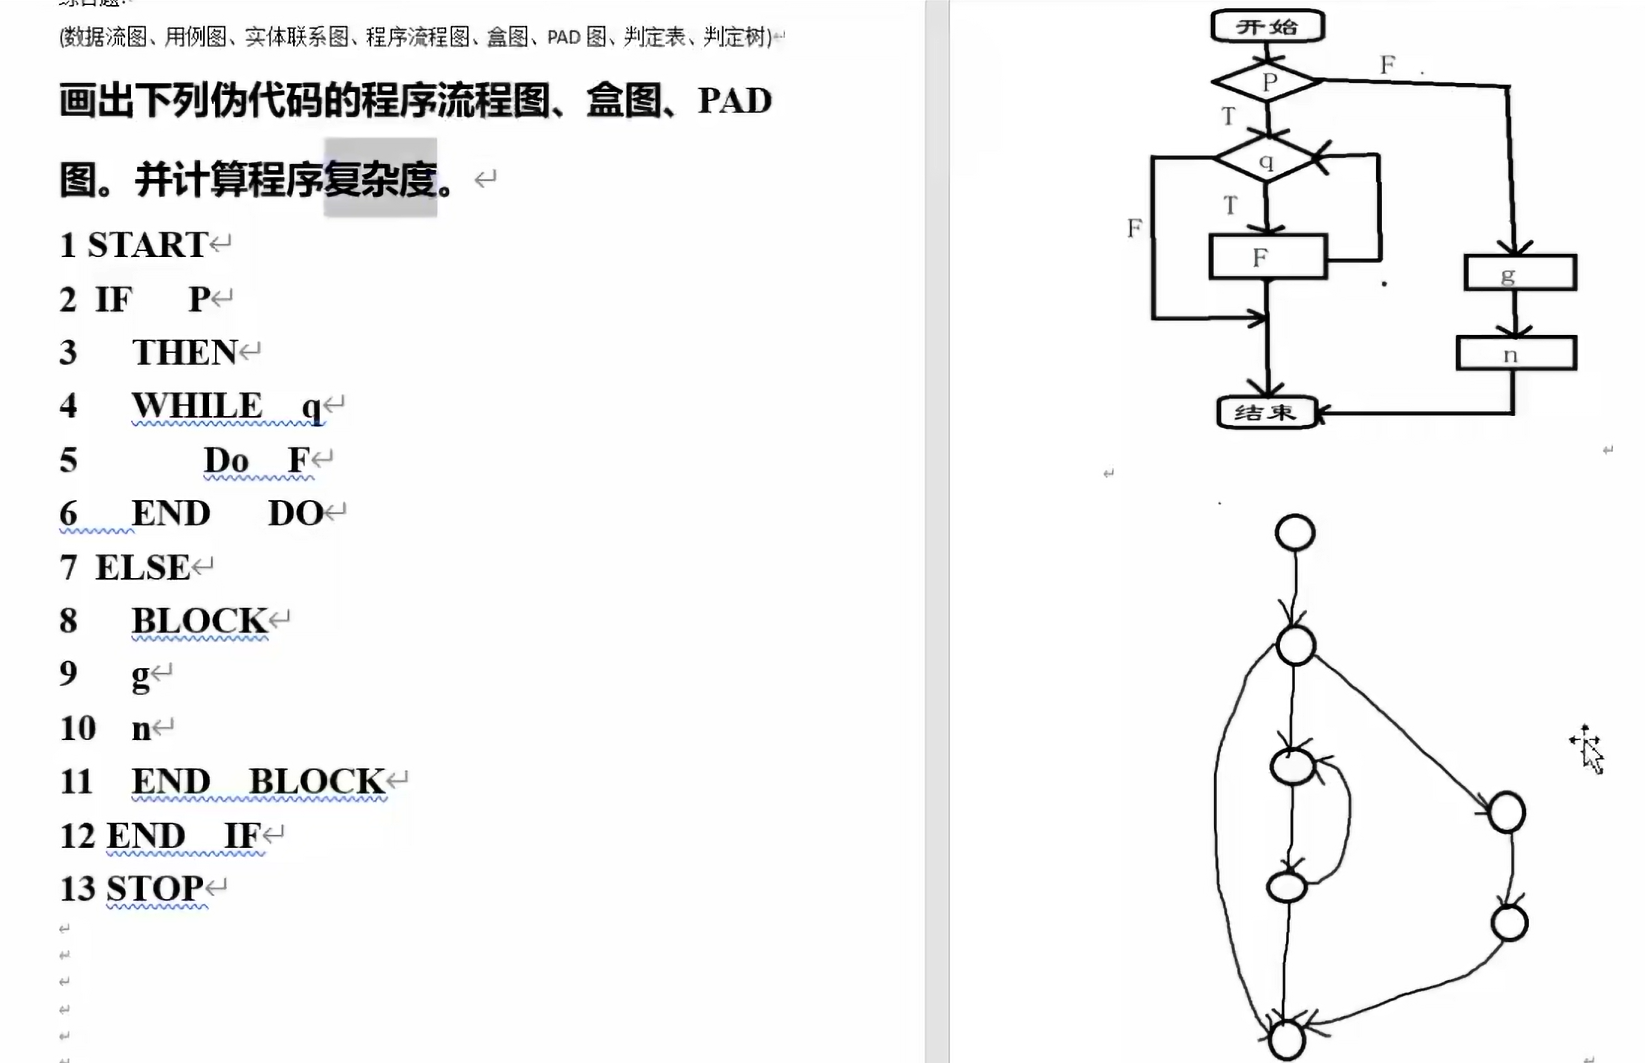 (数据流图、用例图、实体联系图、程序流程图、盒图、PAD 图、判定表、判定树)
画出下列伪代码的程序流程图、盒图、PAD
图。并计算程序复杂度。
1 START
2 IF P
3 THEN
4 WHILE q
5 Do F
6 END DO
7 ELSE
8 BLOCK
9 g
10 n
11 END BLOCK
12 END IF
13 STOP
开始
P
F
T
q
T
F
F
g
n
结束